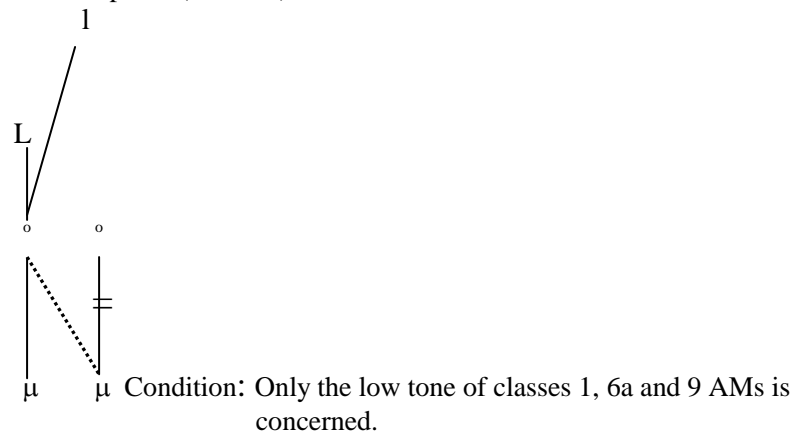 l
L
o o
μ μ Condition: Only the low tone of classes 1, 6a and 9 AMs is
concerned.